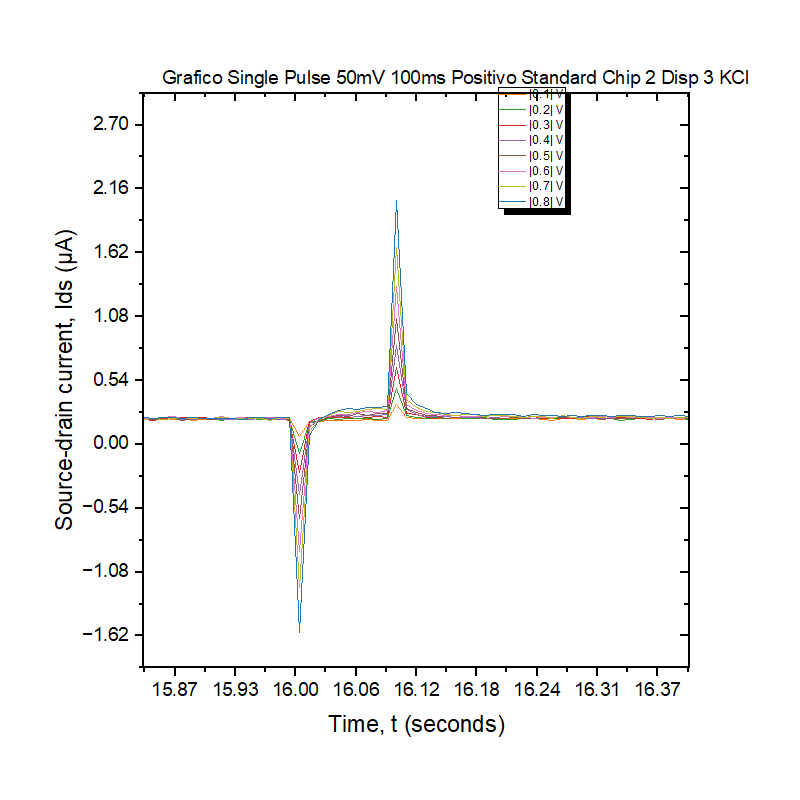 Grafico Single Pulse 50mV 100ms Positivo Standard Chip 2 Disp 3 KCl
|0.1| V
|0.2| V
|0.3| V
|0.4| V
|0.5| V
|0.6| V
|0.7| V
|0.8| V
2.70
2.16
1.62
1.08
0.54
0.00
−0.54
−1.08
−1.62
Source-drain current, Ids (µA)
15.87 15.93 16.00 16.06 16.12 16.18 16.24 16.31 16.37
Time, t (seconds)